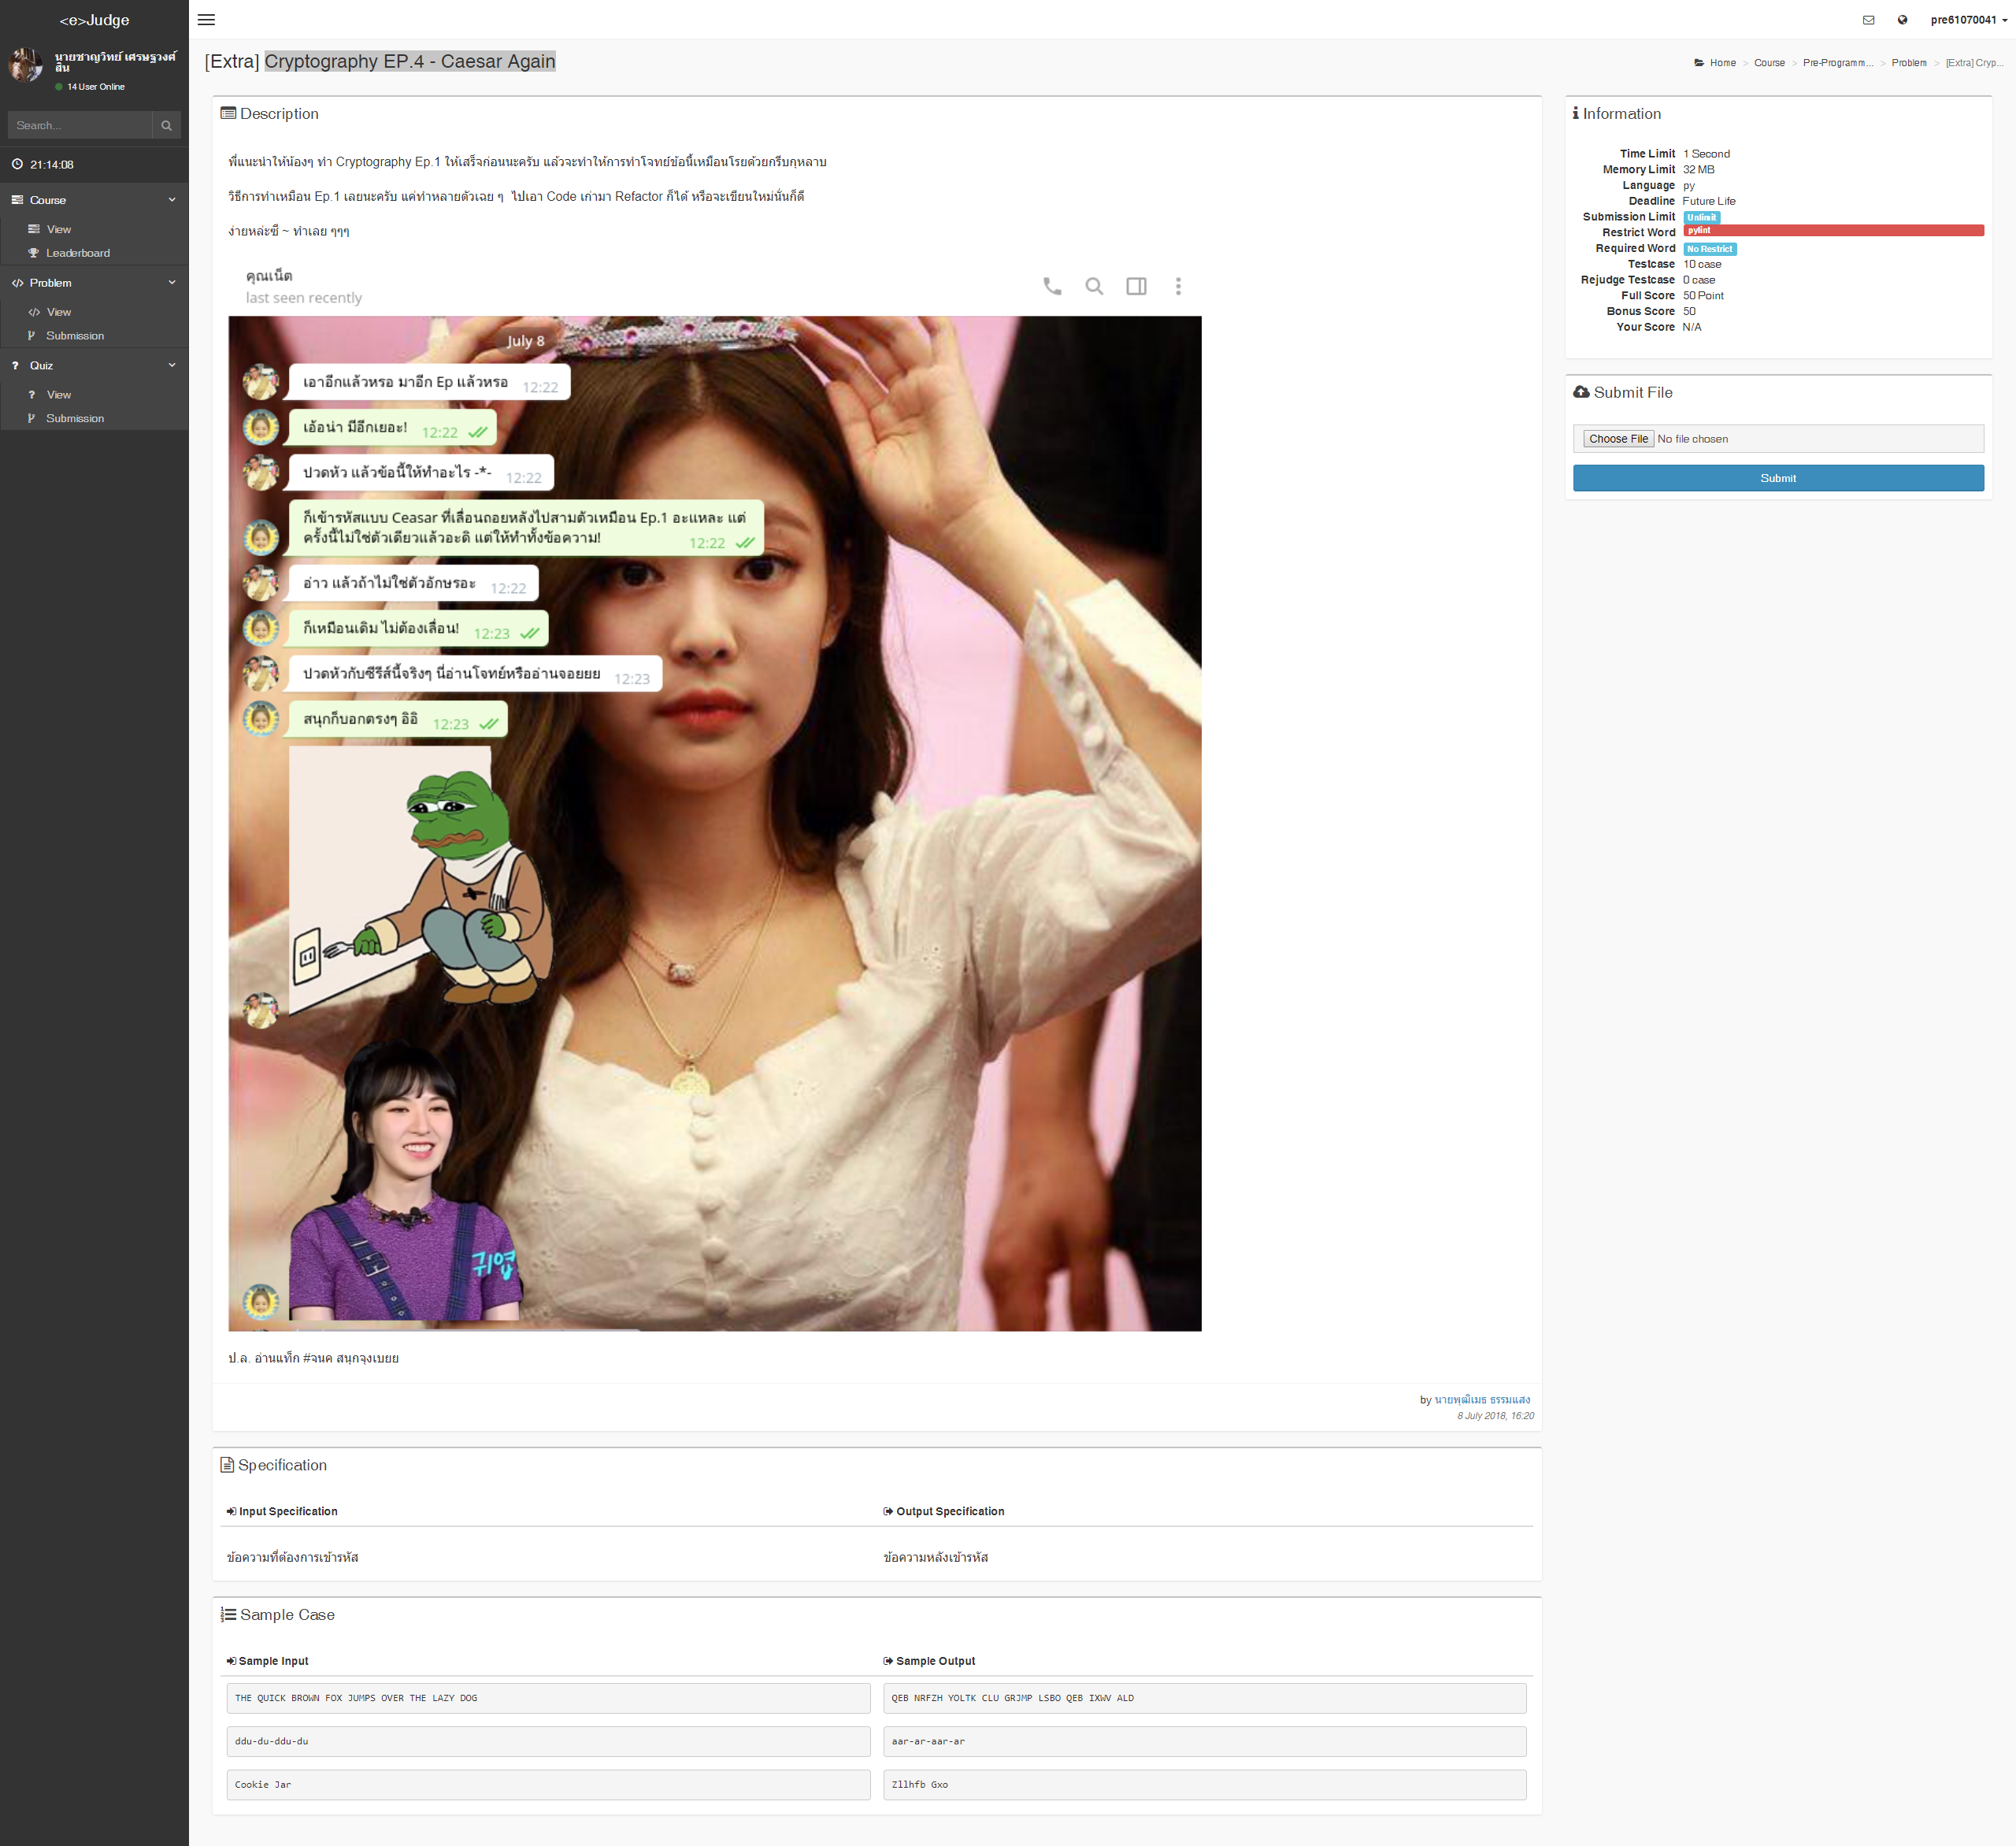 <e>Judge
pre61070041
นายชาญวิทย์ เศรษฐวงศ์
สิน
14 User Online
Search...
21:14:08
Course
View
Leaderboard
Problem
View
Submission
Quiz
View
Submission
[Extra] Cryptography EP.4 - Caesar Again
Home > Course > Pre-Programm... > Problem > [Extra] Cryp...
Description
พี่แนะนำให้น้องๆ ทำ Cryptography Ep.1 ให้เสร็จก่อนนะครับ แล้วจะทำให้การทำโจทย์ข้อนี้เหมือนโรยด้วยกรีบกุหลาบ
วิธีการทำเหมือน Ep.1 เลยนะครับ แค่ทำหลายตัวเฉย ๆ ไปเอา Code เก่ามา Refactor ก็ได้ หรือจะเขียนใหม่นั่นก็ดี
ง่ายหล่ะซี ~ ทำเลย ๆๆๆ
คุณเน็ต
last seen recently
July 8
เอาอีกแล้วหรอ มาอีก Ep แล้วหรอ 12:22
เอ้อน่า มีอีกเยอะ! 12:22
ปวดหัว แล้วข้อนี้ให้ทำอะไร -*- 12:22
ก็เข้ารหัสแบบ Ceasar ที่เลื่อนถอยหลังไปสามตัวเหมือน Ep.1 อะแหละ แต่
ครั้งนี้ไม่ใช่ตัวเดียวแล้วอะดิ แต่ให้ทำทั้งข้อความ! 12:22
อ่าว แล้วถ้าไม่ใช่ตัวอักษรอะ 12:22
ก็เหมือนเดิม ไม่ต้องเลื่อน! 12:23
ปวดหัวกับซีรีส์นี้จริงๆ นี่อ่านโจทย์หรืออ่านจอยยย 12:23
สนุกก็บอกตรงๆ อิอิ 12:23
귀엽
ป.ล. อ่านแท็ก #จนค สนุกจุงเบยย
by นายพุฒิเมธ ธรรมแสง
8 July 2018, 16:20
Information
Time Limit 1 Second
Memory Limit 32 MB
Language py
Deadline Future Life
Submission Limit Unlimit
Restrict Word pylint
Required Word No Restrict
Testcase 10 case
Rejudge Testcase 0 case
Full Score 50 Point
Bonus Score 50
Your Score N/A
Submit File
Choose File No file chosen
Submit
Specification
Input Specification
Output Specification
ข้อความที่ต้องการเข้ารหัส
ข้อความหลังเข้ารหัส
Sample Case
Sample Input
Sample Output
THE QUICK BROWN FOX JUMPS OVER THE LAZY DOG
QEB NRFZH YOLTK CLU GRJMP LSBO QEB IXWV ALD
ddu-du-ddu-du
aar-ar-aar-ar
Cookie Jar
Zllhfb Gxo